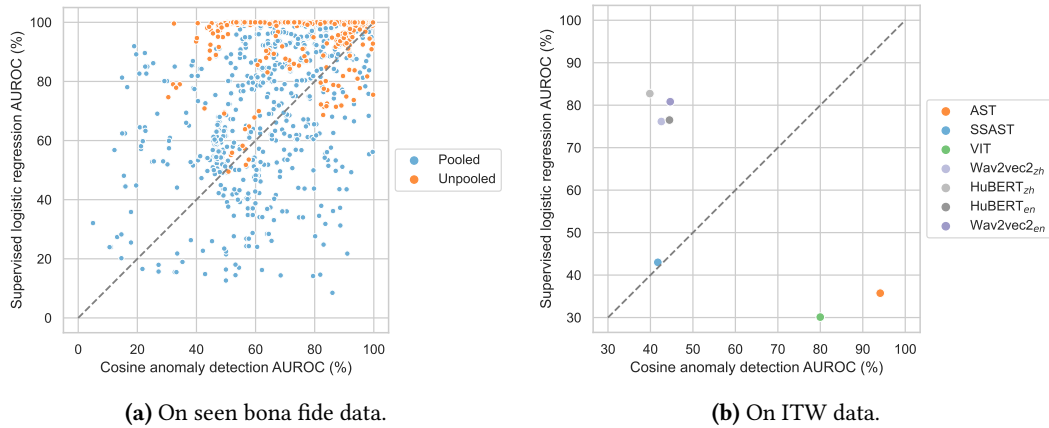 100
80
60
40
20
0
Supervised logistic regression AUROC (%)
0 20 40 60 80 100
Cosine anomaly detection AUROC (%)
Pooled
Unpooled
(a) On seen bona fide data.
100
90
80
70
60
50
40
30
Supervised logistic regression AUROC (%)
30 40 50 60 70 80 90 100
Cosine anomaly detection AUROC (%)
AST
SSAST
VIT
Wav2vec2zh
HuBERTzh
HuBERTen
Wav2vec2en
(b) On ITW data.